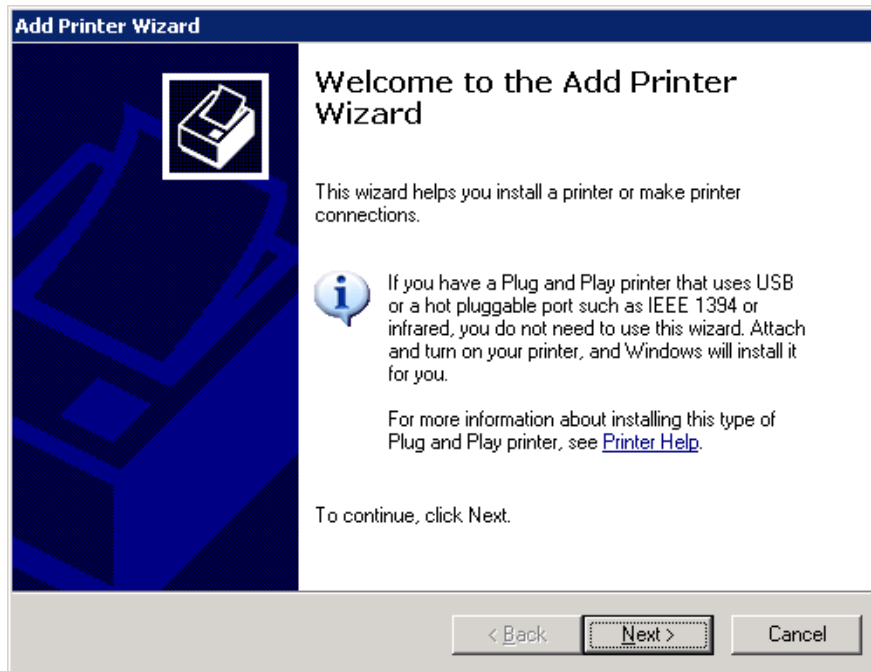 Add Printer Wizard
Welcome to the Add Printer
Wizard
This wizard helps you install a printer or make printer
connections.
If you have a Plug and Play printer that uses USB
or a hot pluggable port such as IEEE 1394 or
infrared, you do not need to use this wizard. Attach
and turn on your printer, and Windows will install it
for you.
For more information about installing this type of
Plug and Play printer, see Printer Help.
To continue, click Next.
< Back
Next >
Cancel